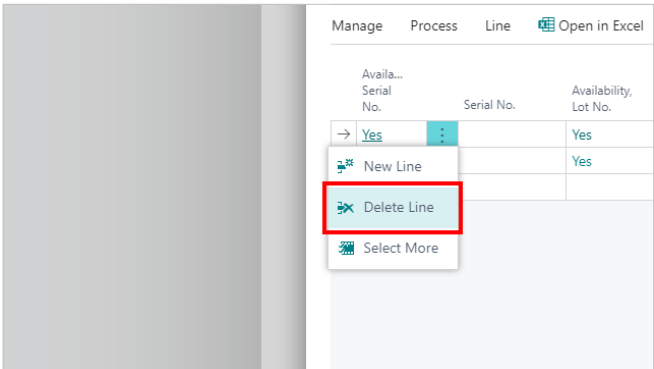 Manage Process Line Open in Excel
Availa...
Serial
No.
Serial No.
Availability,
Lot No.
Yes
Yes
Yes
New Line
Delete Line
Select More